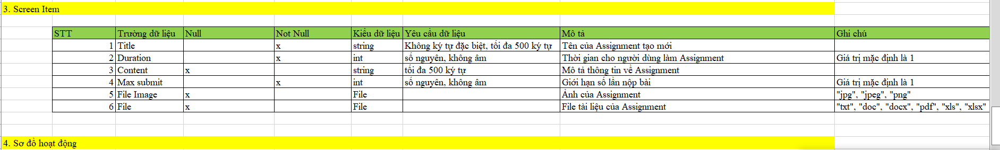 3. Screen Item
STT Trường dữ liệu Null Not Null Kiểu dữ liệu Yêu cầu dữ liệu Mô tả Ghi chú
1 Title x string Không ký tự đặc biệt, tối đa 500 ký tự Tên của Assignment tạo mới
2 Duration x int số nguyên, không âm Thời gian cho người dùng làm Assignment Giá trị mặc định là 1
3 Content x string tối đa 500 ký tự Mô tả thông tin về Assignment
4 Max submit x int số nguyên, không âm Giới hạn số lần nộp bài Giá trị mặc định là 1
5 File Image x File Ảnh của Assignment "jpg", "jpeg", "png"
6 File x File File tài liệu của Assignment "txt", "doc", "docx", "pdf", "xls", "xlsx"
4. Sơ đồ hoạt động